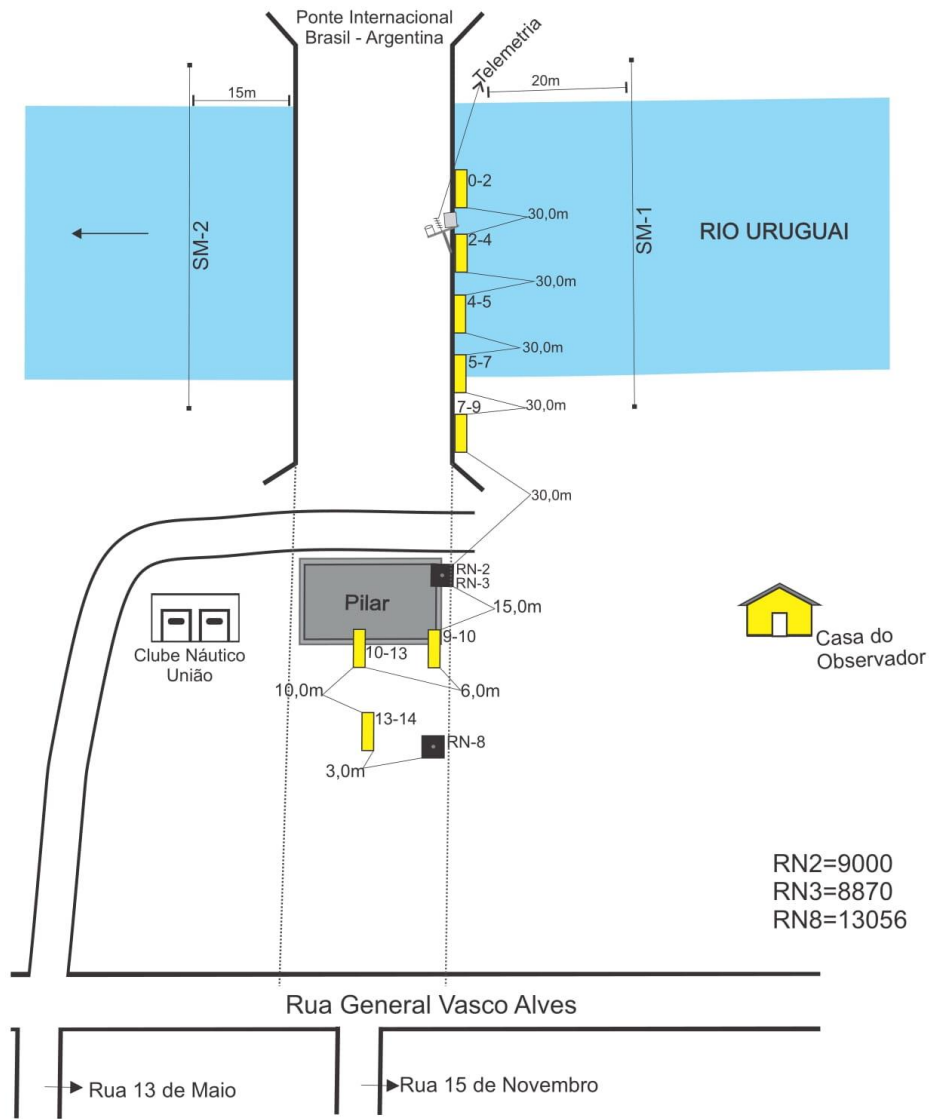 Ponte Internacional
Brasil - Argentina
Telemetria
15m
20m
0-2
30,0m
2-4
SM-2
SM-1
RIO URUGUAI
30,0m
4-5
30,0m
5-7
7-9
30,0m
30,0m
RN-2
RN-3
Pilar
15,0m
9-10
10-13
Clube Náutico
União
Casa do
Observador
10,0m
6,0m
13-14
RN-8
3,0m
RN2=9000
RN3=8870
RN8=13056
Rua General Vasco Alves
Rua 13 de Maio
Rua 15 de Novembro